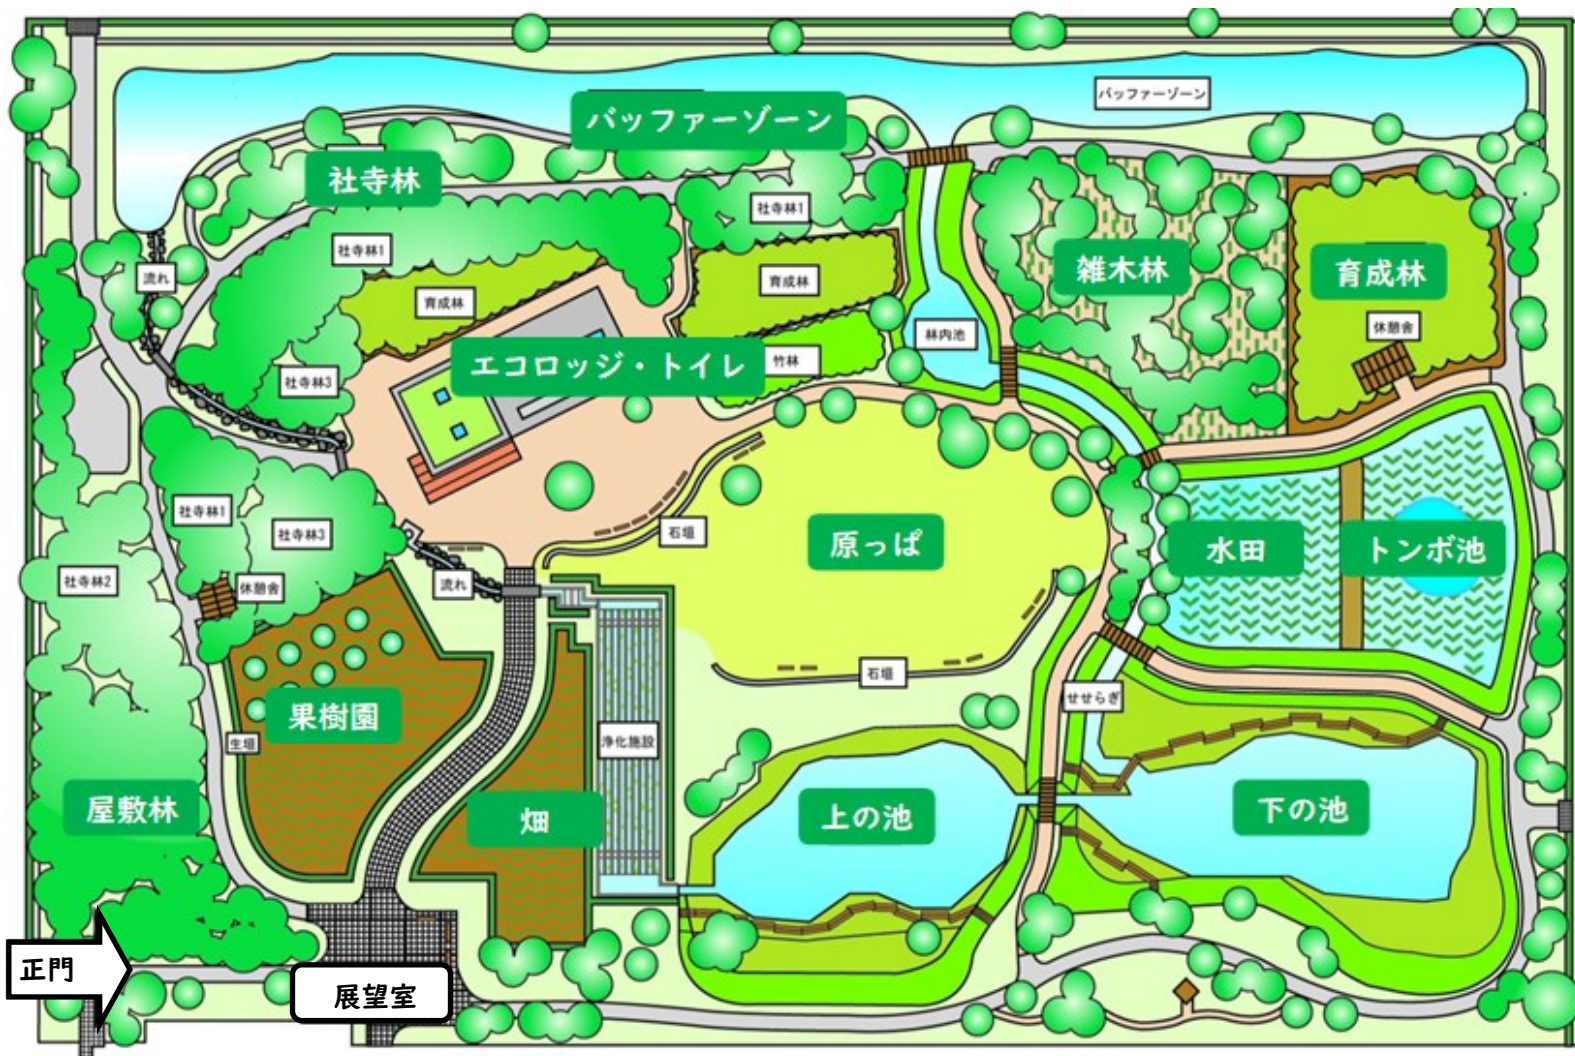 バッファーゾーン
バッファーゾーン
社寺林
社寺林1
社寺林1
流れ
育成林
育成林
雑木林
育成林
林内池
休憩舎
竹林
エコロッジ・トイレ
社寺林3
社寺林1
社寺林3
石垣
原っぱ
水田
トンボ池
社寺林2
休憩舎
流れ
石垣
せせらぎ
果樹園
生垣
浄化施設
屋敷林
畑
上の池
下の池
正門
展望室